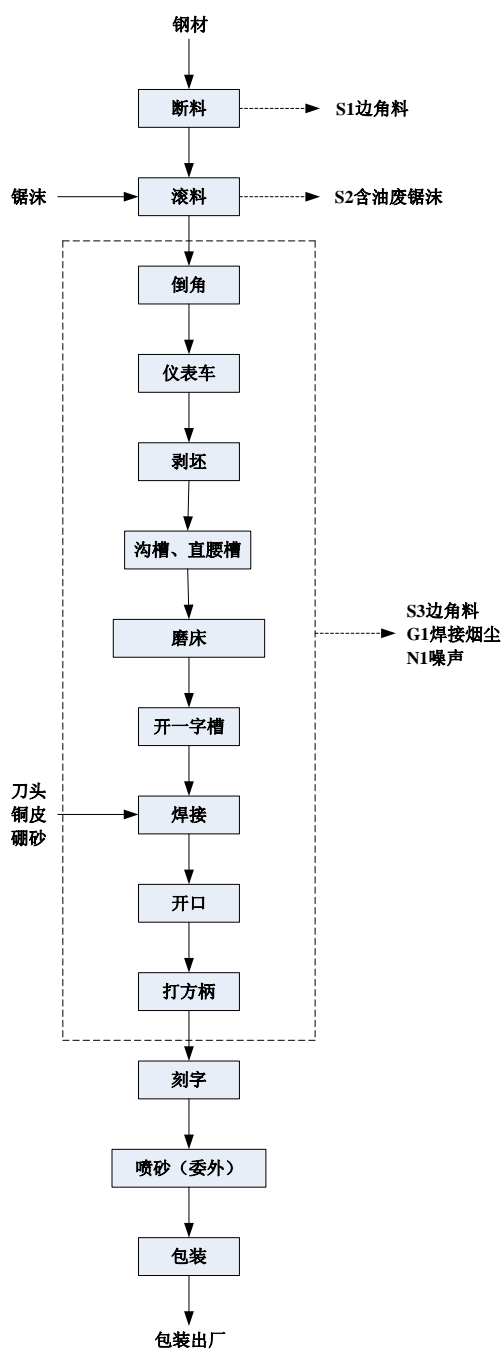 钢材
断料
S1边角料
锯沫
滚料
S2含油废锯沫
倒角
仪表车
剥坯
沟槽、直腰槽
S3边角料
G1焊接烟尘
N1噪声
磨床
开一字槽
刀头
铜皮
硼砂
焊接
开口
打方柄
刻字
喷砂（委外）
包装
包装出厂